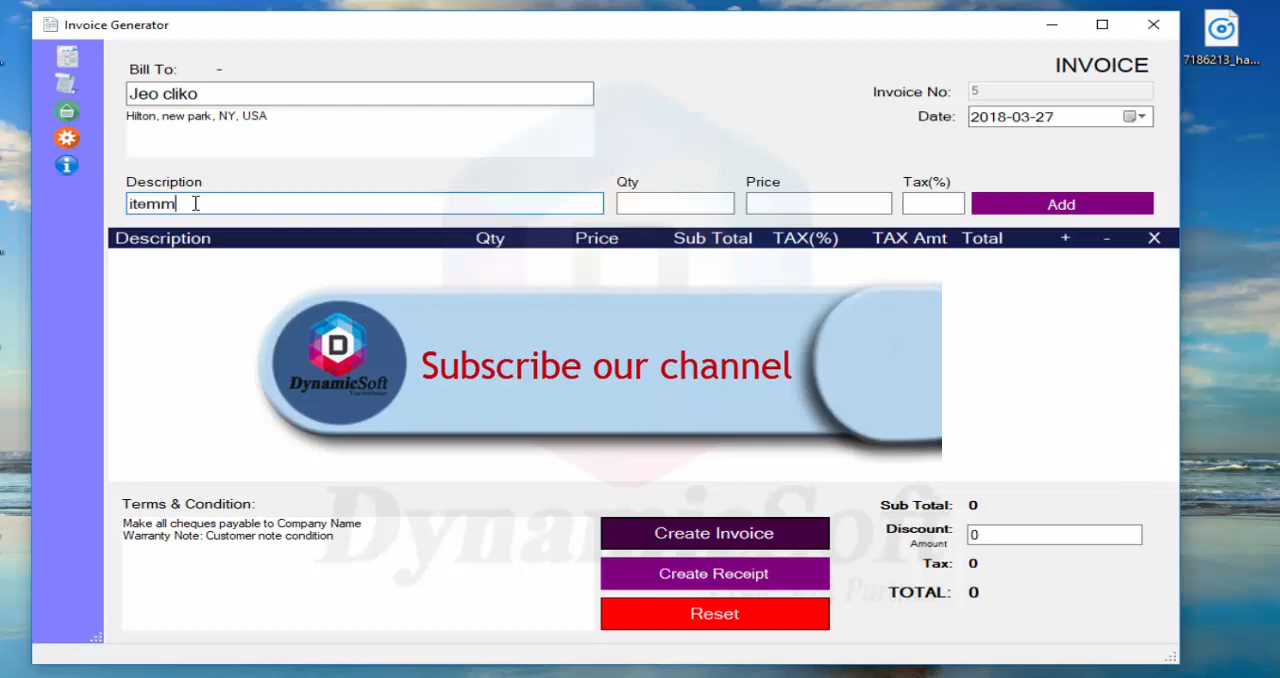 Invoice Generator
7186213_ha...
INVOICE
Bill To: -
Jeo cliko
Invoice No: 5
Hilton, new park, NY, USA
Date: 2018-03-27
Description Qty Price Tax(%)
itemm
Add
Description Qty Price Sub Total TAX(%) TAX Amt Total + - X
D
DynamicSoft
Subscribe our channel
Terms & Condition:
Make all cheques payable to Company Name
Warranty Note: Customer note condition
Create Invoice
Create Receipt
Reset
Sub Total: 0
Discount: 0
Amount
Tax: 0
TOTAL: 0
DynamicSoft